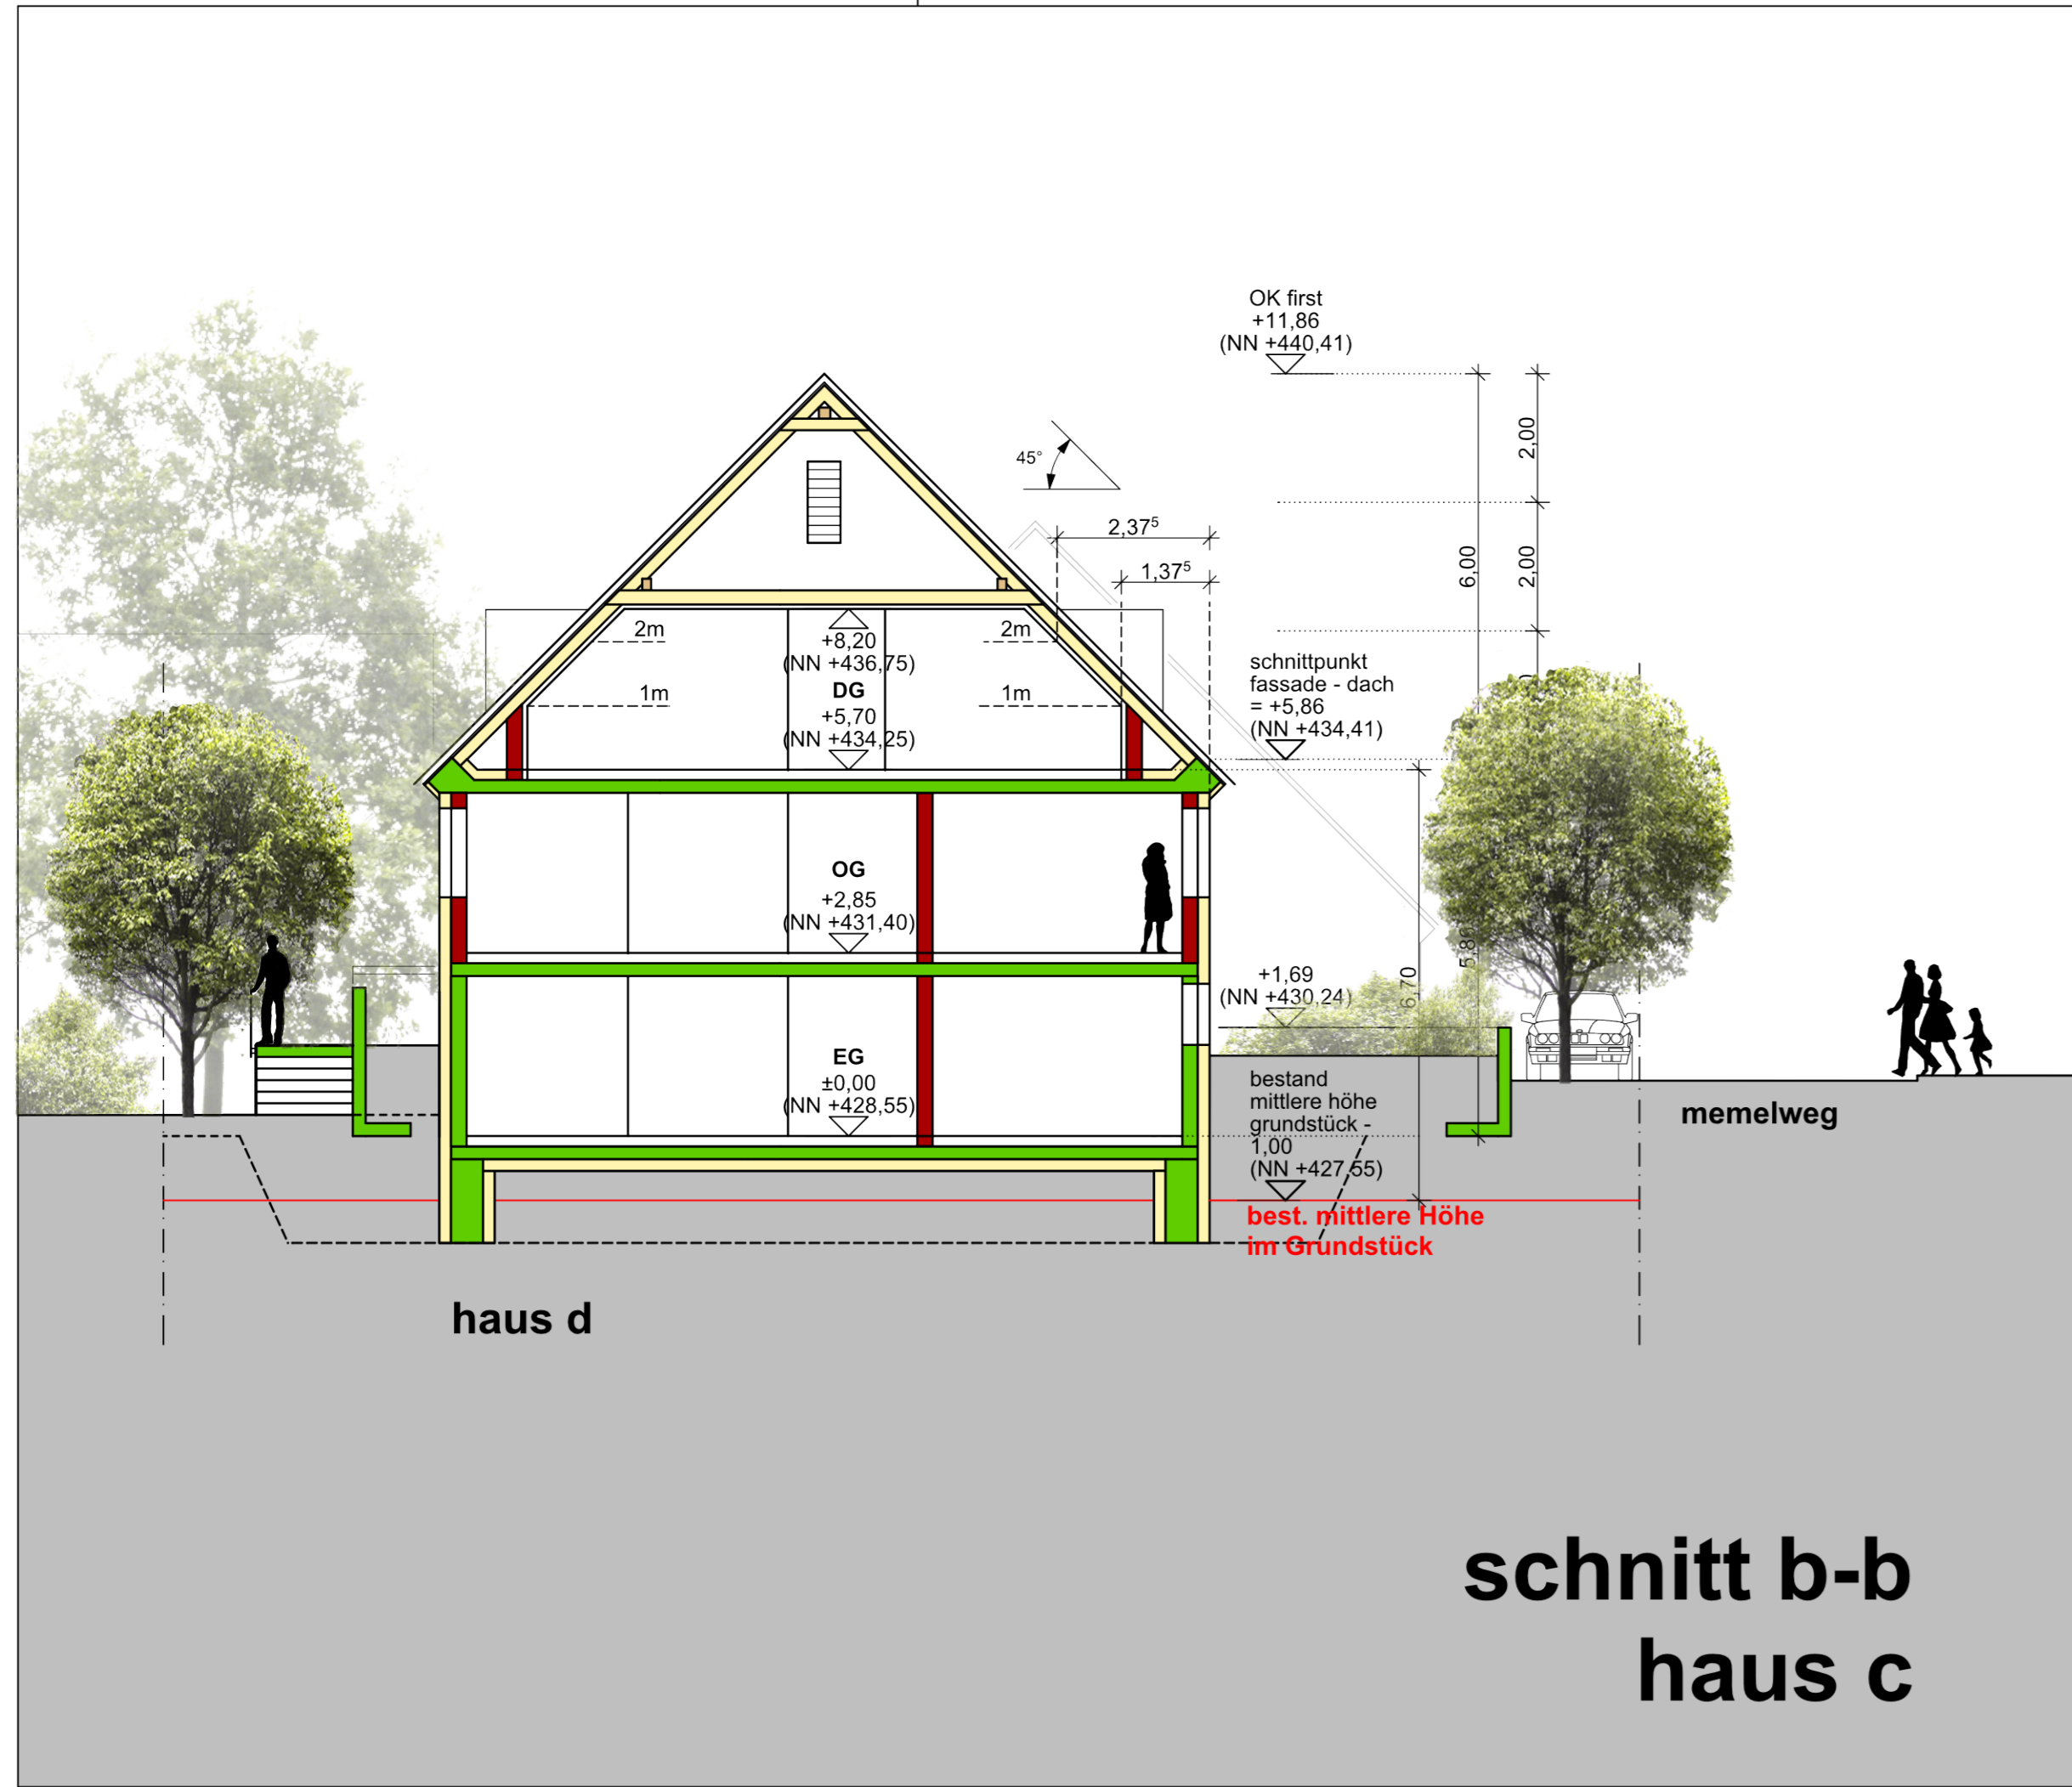 OK first
+11,86
(NN +440,41)
2,00
45°
2,37⁵
6,00
2,00
1,37⁵
2m
2m
+8,20
(NN +436,75)
schnittpunkt
fassade - dach
= +5,86
(NN +434,41)
1m
1m
DG
+5,70
(NN +434,25)
OG
+2,85
(NN +431,40)
+1,69
(NN +430,24)
6,70
5,86
EG
±0,00
(NN +428,55)
bestand
mittlere höhe
grundstück -
1,00
(NN +427,55)
memelweg
best. mittlere Höhe
im Grundstück
haus d
schnitt b-b
haus c